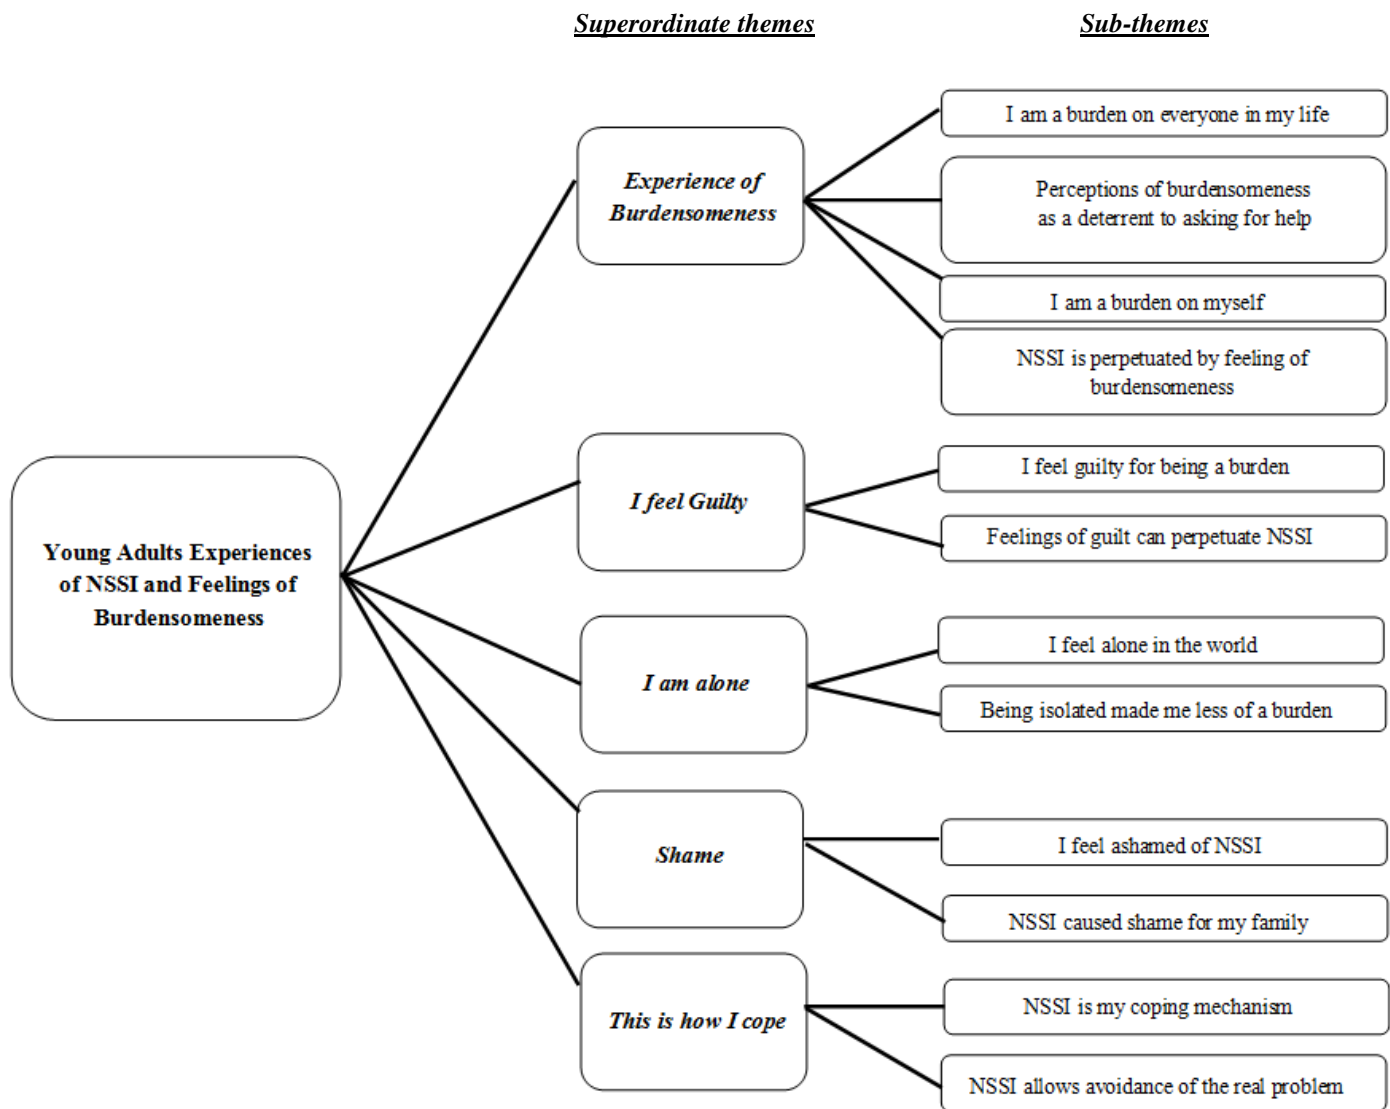 Superordinate themes
Sub-themes
Young Adults Experiences
of NSSI and Feelings of
Burdensomeness
Experience of
Burdensomeness
I am a burden on everyone in my life
Perceptions of burdensomeness
as a deterrent to asking for help
I am a burden on myself
NSSI is perpetuated by feeling of
burdensomeness
I feel Guilty
I feel guilty for being a burden
Feelings of guilt can perpetuate NSSI
I am alone
I feel alone in the world
Being isolated made me less of a burden
Shame
I feel ashamed of NSSI
NSSI caused shame for my family
This is how I cope
NSSI is my coping mechanism
NSSI allows avoidance of the real problem